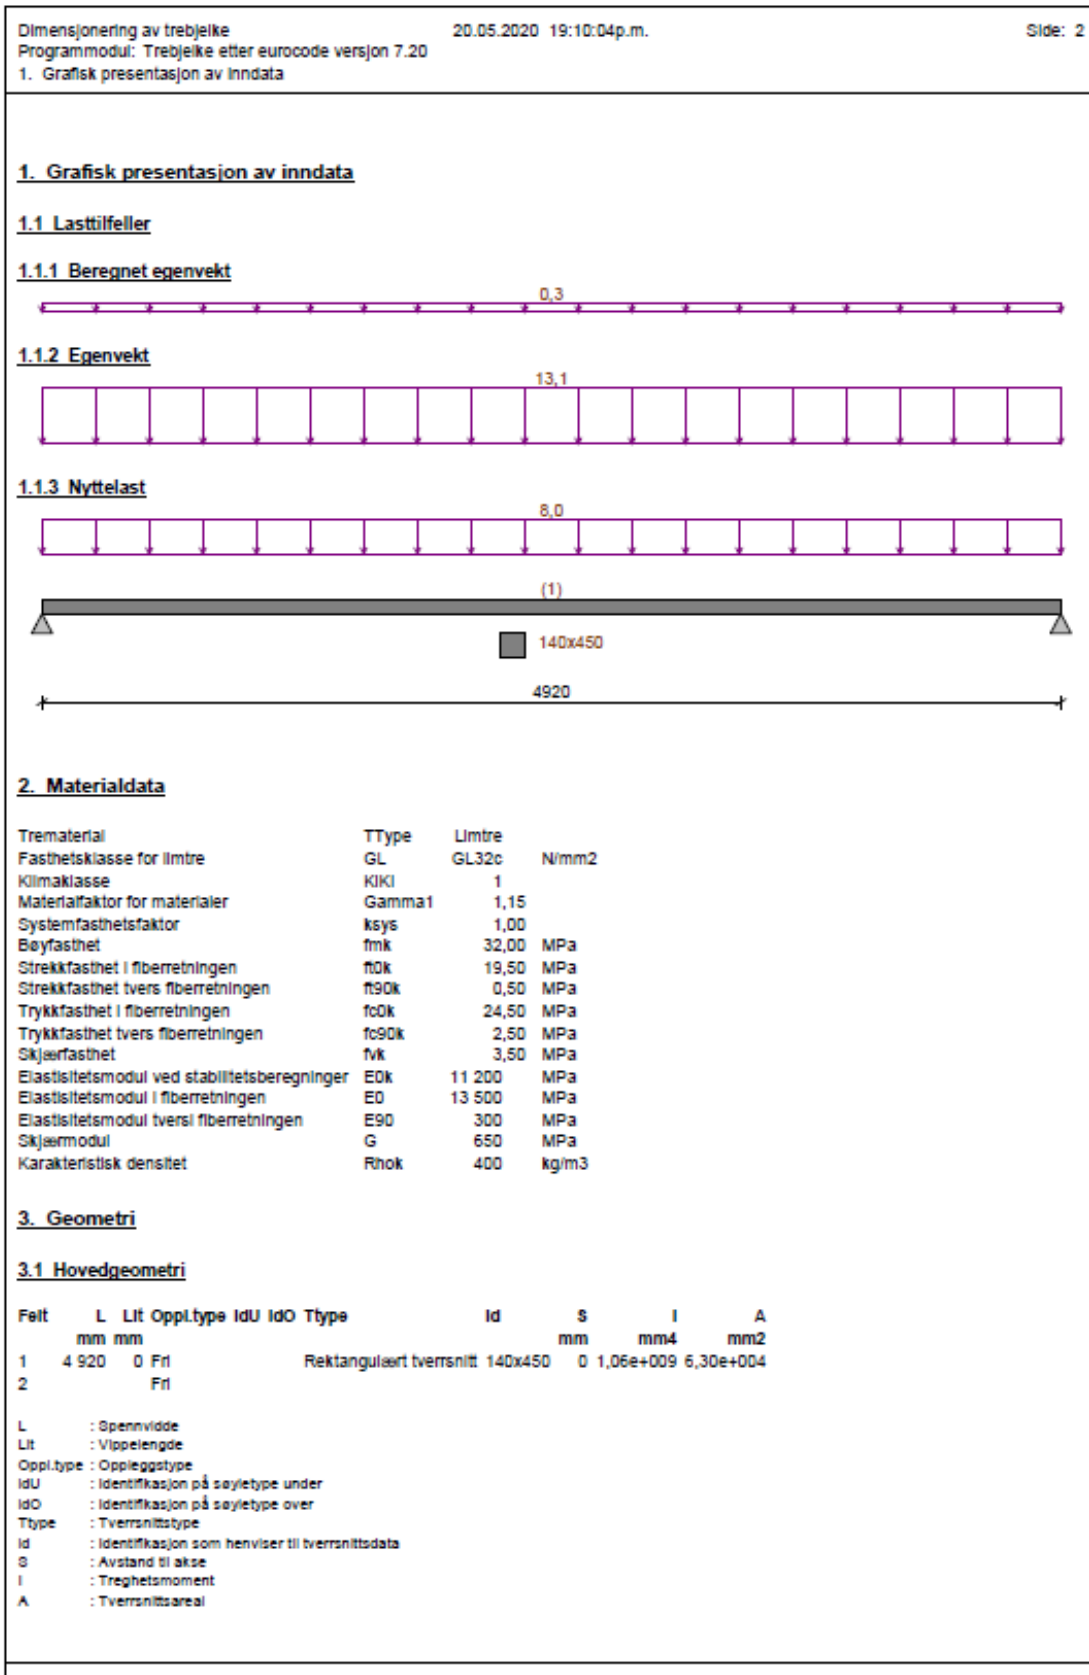 Dimensjonering av trebjelke 20.05.2020 19:10:04p.m. Side: 2
Programmodul: Trebjelke etter eurocode versjon 7.20
1. Grafisk presentasjon av inndata
1. Grafisk presentasjon av inndata
1.1 Lasttilfeller
1.1.1 Beregnet egenvekt
0,3
1.1.2 Egenvekt
13,1
1.1.3 Nyttelast
8,0
(1)
140x450
4920
2. Materialdata
Tremateriał TType Limtre
Fasthetsklasse for limtre GL GL32c N/mm2
Klimaklasse KlKl 1
Materialfaktor for materialer Gamma1 1,15
Systemfasthetsfaktor ksys 1,00
Bøyfasthet fmk 32,00 MPa
Strekkfasthet i fiberretningen ft0k 19,50 MPa
Strekkfasthet tvers fiberretningen ft90k 0,50 MPa
Trykkfasthet i fiberretningen fc0k 24,50 MPa
Trykkfasthet tvers fiberretningen fc90k 2,50 MPa
Skjærfasthet fvk 3,50 MPa
Elastisitetsmodul ved stabilitetsberegninger E0k 11 200 MPa
Elastisitetsmodul i fiberretningen E0 13 500 MPa
Elastisitetsmodul tversi fiberretningen E90 300 MPa
Skjærmodul G 650 MPa
Karakteristisk densitet Rhok 400 kg/m3
3. Geometri
3.1 Hovedgeometri
Felt L Lit Oppl.type IdU IdO Ttype Id S I A
mm mm mm mm4 mm2
1 4 920 0 Fri Rektangulært tverrsnitt 140x450 0 1,06e+009 6,30e+004
2 Fri
L : Spennvidde
Lit : Vippelengde
Oppl.type : Oppleggstype
IdU : Identifikasjon på søyletype under
IdO : Identifikasjon på søyletype over
Ttype : Tverrsnittstype
Id : Identifikasjon som henviser til tverrsnittsdata
S : Avstand til akse
I : Treghetsmoment
A : Tverrsnittsareal